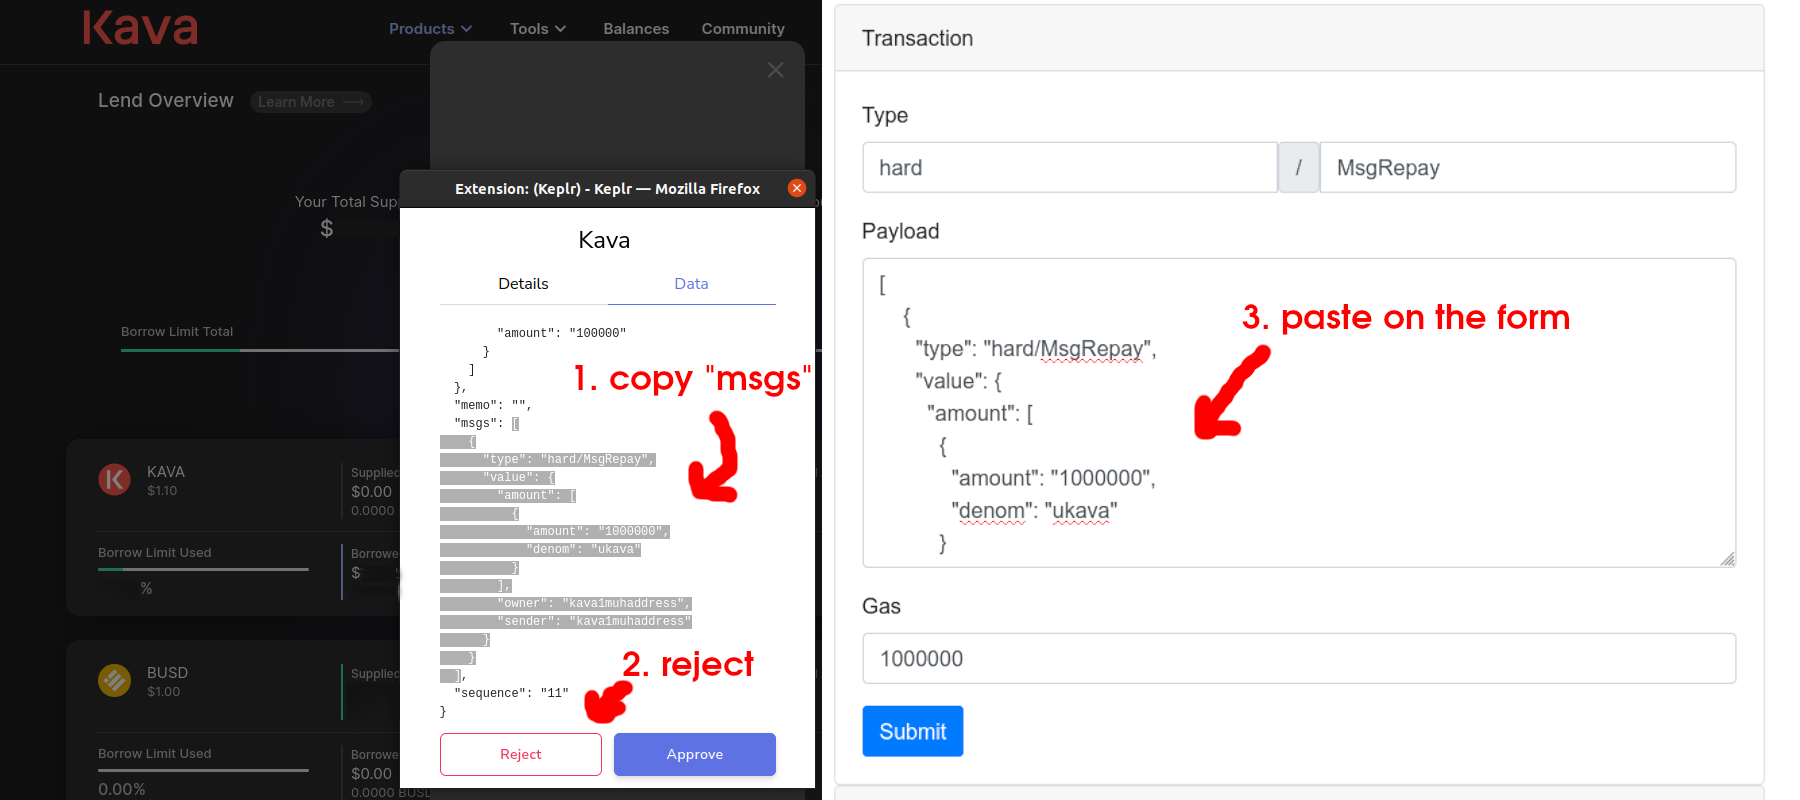 Kava
Products
Tools
Balances
Community
Lend Overview
Learn More
Your Total Sup
$
Borrow Limit Total
KAVA
$1.10
Supplied
$0.00
0.0000
Borrow Limit Used
%
Borrowe
$
BUSD
$1.00
Supplied
Borrow Limit Used
0.00%
Borrowe
$0.00
0.0000 BUSD
Extension: (Keplr) - Keplr — Mozilla Firefox
Kava
Details
Data
"amount": "100000"
}
]
},
"memo": "",
"msgs": [
{
"type": "hard/MsgRepay",
"value": {
"amount": [
{
"amount": "1000000",
"denom": "ukava"
}
],
"owner": "kava1muhaddress",
"sender": "kava1muhaddress"
}
}
],
"sequence": "11"
}
1. copy "msgs"
2. reject
Reject
Approve
Transaction
Type
hard
/
MsgRepay
Payload
[
{
"type": "hard/MsgRepay",
"value": {
"amount": [
{
"amount": "1000000",
"denom": "ukava"
}
3. paste on the form
Gas
1000000
Submit